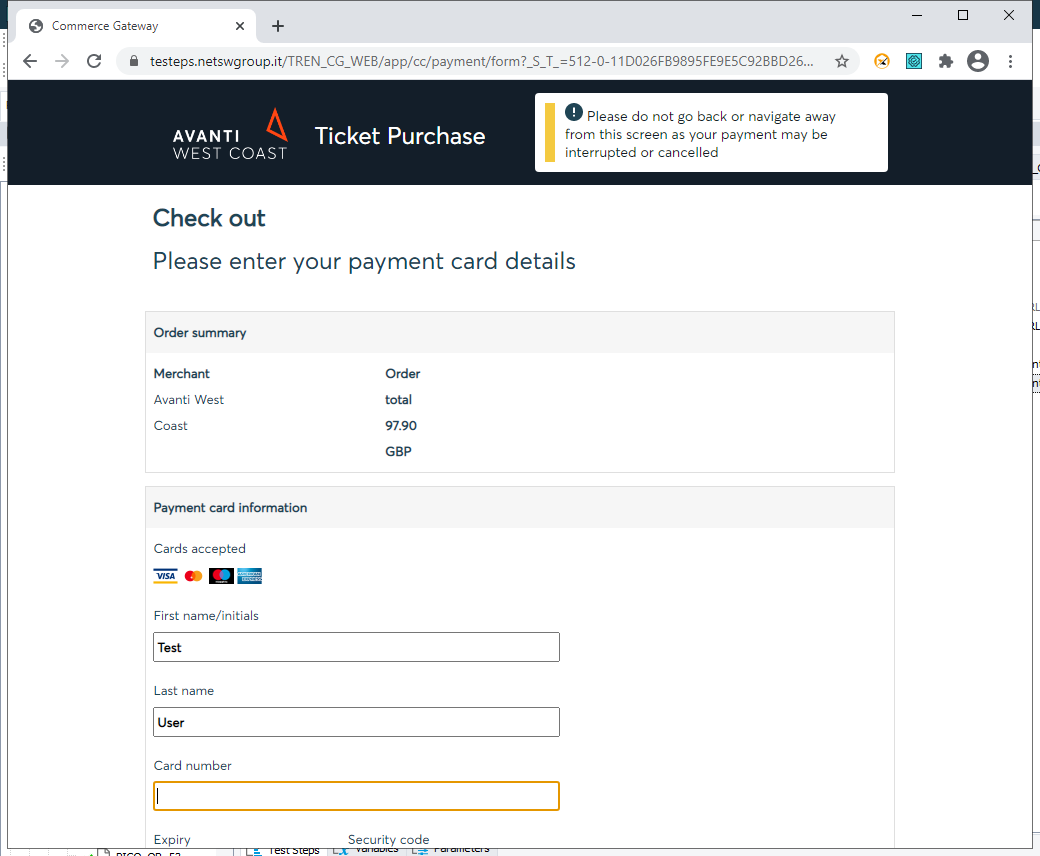 Commerce Gateway
testeps.netswgroup.it/TREN_CG_WEB/app/cc/payment/form?_S_T_=512-0-11D026FB9895FE9E5C92BBD26...
AVANTI
WEST COAST
Ticket Purchase
Please do not go back or navigate away
from this screen as your payment may be
interrupted or cancelled
Check out
Please enter your payment card details
Order summary
Merchant
Avanti West
Coast
Order
total
97.90
GBP
Payment card information
Cards accepted
VISA
First name/initials
Test
Last name
User
Card number
Expiry
Security code
Test Steps
Variables
Parameters